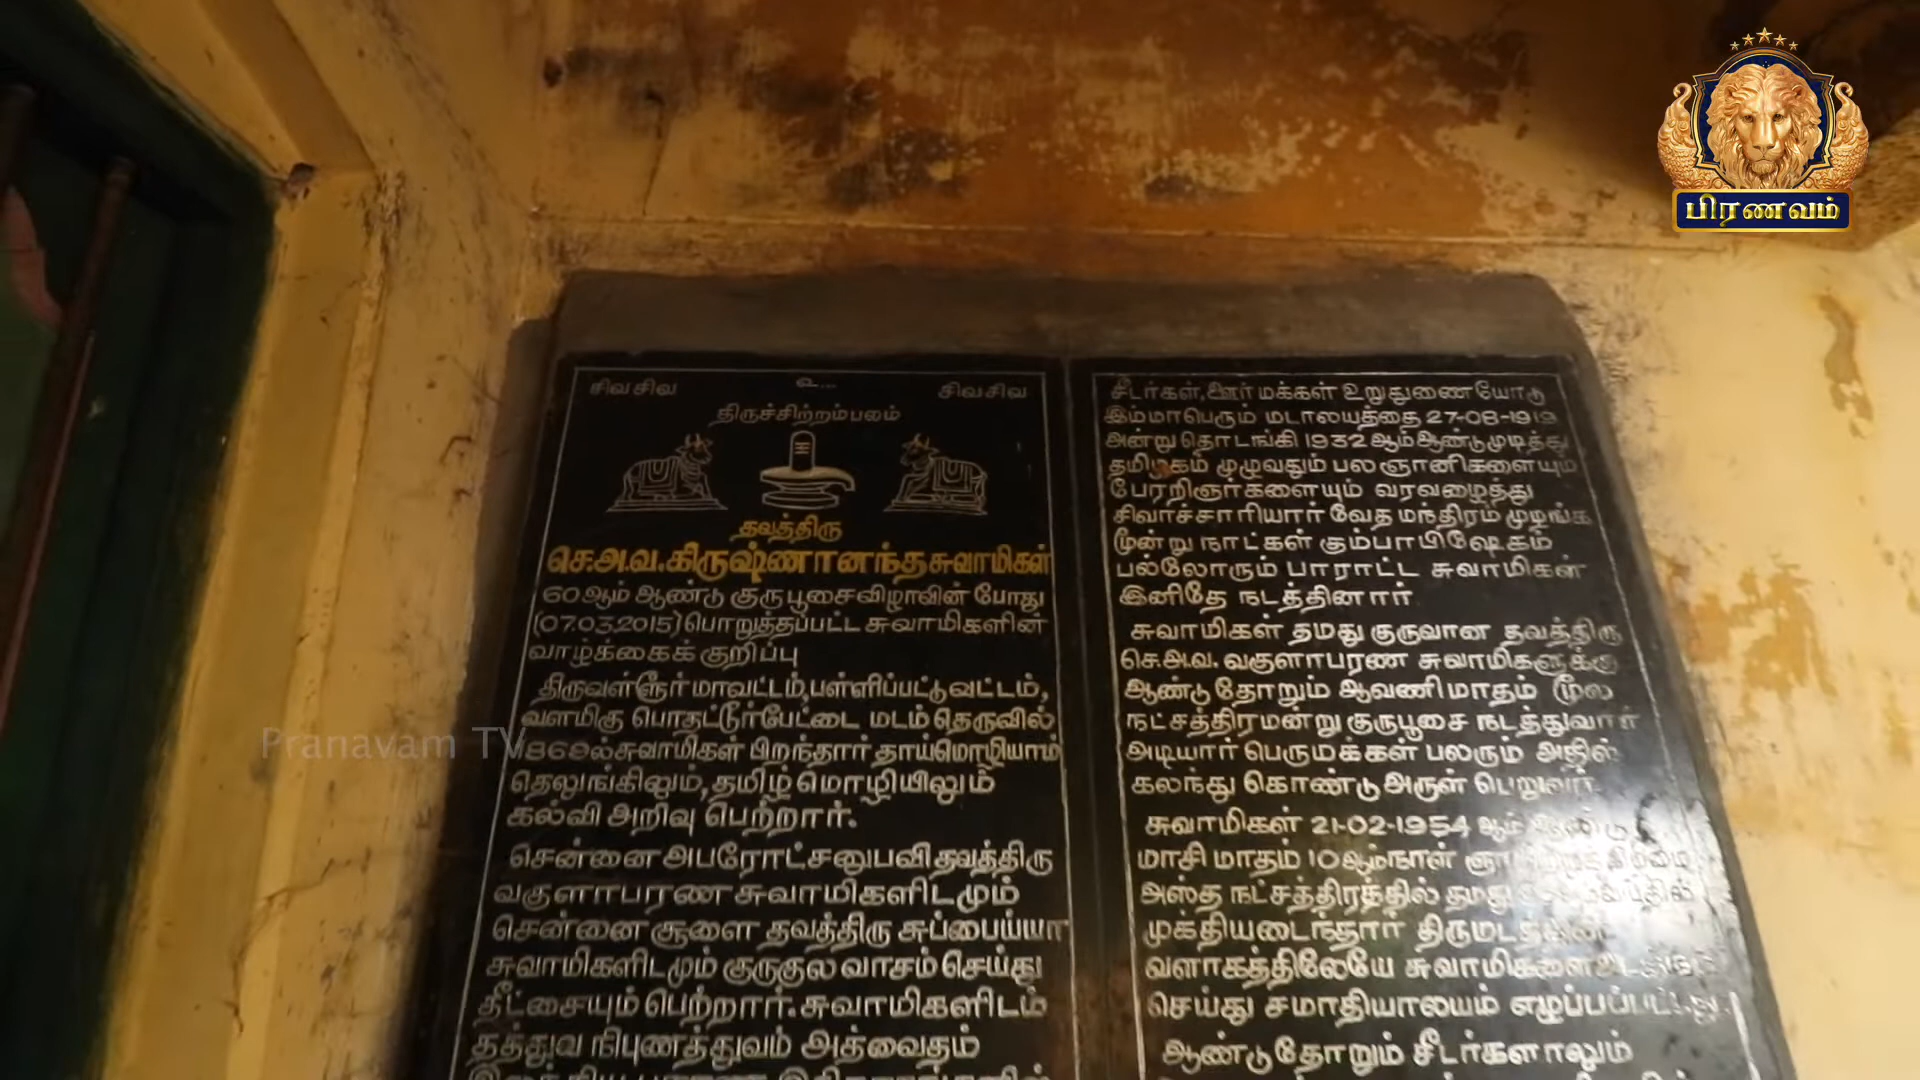 பிரணவம்
Pranavam TV
சிவசிவ உ... சிவசிவ
திருச்சிற்றம்பலம்
தவத்திரு
செ.அ.வ.கிருஷ்ணானந்த சுவாமிகள்
60ஆம் ஆண்டு குருபூசைவிழாவின் போது
(07.03.2015) பொறுத்தப்பட்ட சுவாமிகளின்
வாழ்க்கைக் குறிப்பு
திருவள்ளூர்மாவட்டம்,பள்ளிப்பட்டுவட்டம்,
வளமிகு பொதட்டூர்பேட்டை மடம்தெருவில்
1869ல்சுவாமிகள் பிறந்தார் தாய்மொழியாம்
தெலுங்கிலும்,தமிழ் மொழியிலும்
கல்வி அறிவு பெற்றார்.
சென்னைஅபரோட்சனுபவிதவத்திரு
வகுளாபரண சுவாமிகளிடமும்
சென்னைசூளை தவத்திரு சுப்பைய்யா
சுவாமிகளிடமும் குருகுல வாசம் செய்து
தீட்சையும் பெற்றார். சுவாமிகளிடம்
தத்துவ நிபுணத்துவம் அத்வைதம்
சீடர்கள்,ஊர் மக்கள் உறுதுணையோடு
இம்மாபெரும் மடாலயத்தை 27-08-1919
அன்று தொடங்கி 1932 ஆம்ஆண்டுமுடித்து
தமிழகம் முழுவதும் பல ஞானிகளையும்
பேரறிஞர்களையும் வரவழைத்து
சிவாச்சாரியார் வேத மந்திரம் முழங்க
மூன்று நாட்கள் கும்பாபிஷேகம்
பல்லோரும் பாராட்ட சுவாமிகள்
இனிதே நடத்தினார்
சுவாமிகள் தமது குருவான தவத்திரு
செ.அ.வ. வகுளாபரண சுவாமிகளுக்கு
ஆண்டு தோறும் ஆவணி மாதம் மூல
நட்சத்திரமன்று குருபூசை நடத்துவார்
அடியார் பெருமக்கள் பலரும் அதில்
கலந்து கொண்டு அருள் பெறுவர்.
சுவாமிகள் 21-02-1954 ஆம் ஆண்டு
மாசி மாதம் 10ஆம்நாள்
அஸ்த நட்சத்திரத்தில் தமது
முக்தியடைந்தார்
வளாகத்திலேயே சுவாமிகளை
செய்து சமாதியாலயம் எழுப்பப்பட்டது
ஆண்டு தோறும் சீடர்களாலும்